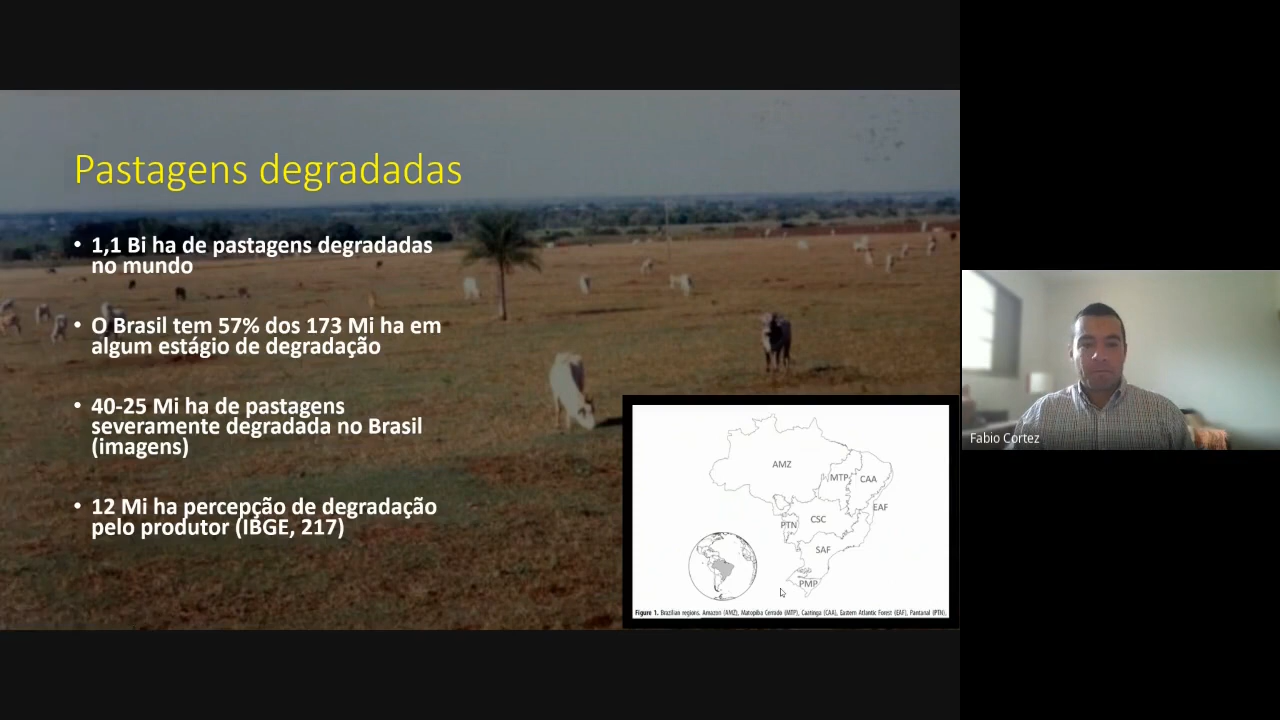 Pastagens degradadas
• 1,1 Bi ha de pastagens degradadas
no mundo
• O Brasil tem 57% dos 173 Mi ha em
algum estágio de degradação
• 40-25 Mi ha de pastagens
severamente degradada no Brasil
(imagens)
• 12 Mi ha percepção de degradação
pelo produtor (IBGE, 217)
AMZ
MTP
CAA
EAF
PTN
CSC
SAF
PMP
Figure 1. Brazilian regions. Amazon (AMZ), Matopiba Cerrado (MTP), Caatinga (CAA), Eastern Atlantic Forest (EAF), Pantanal (PTN),
Fabio Cortez